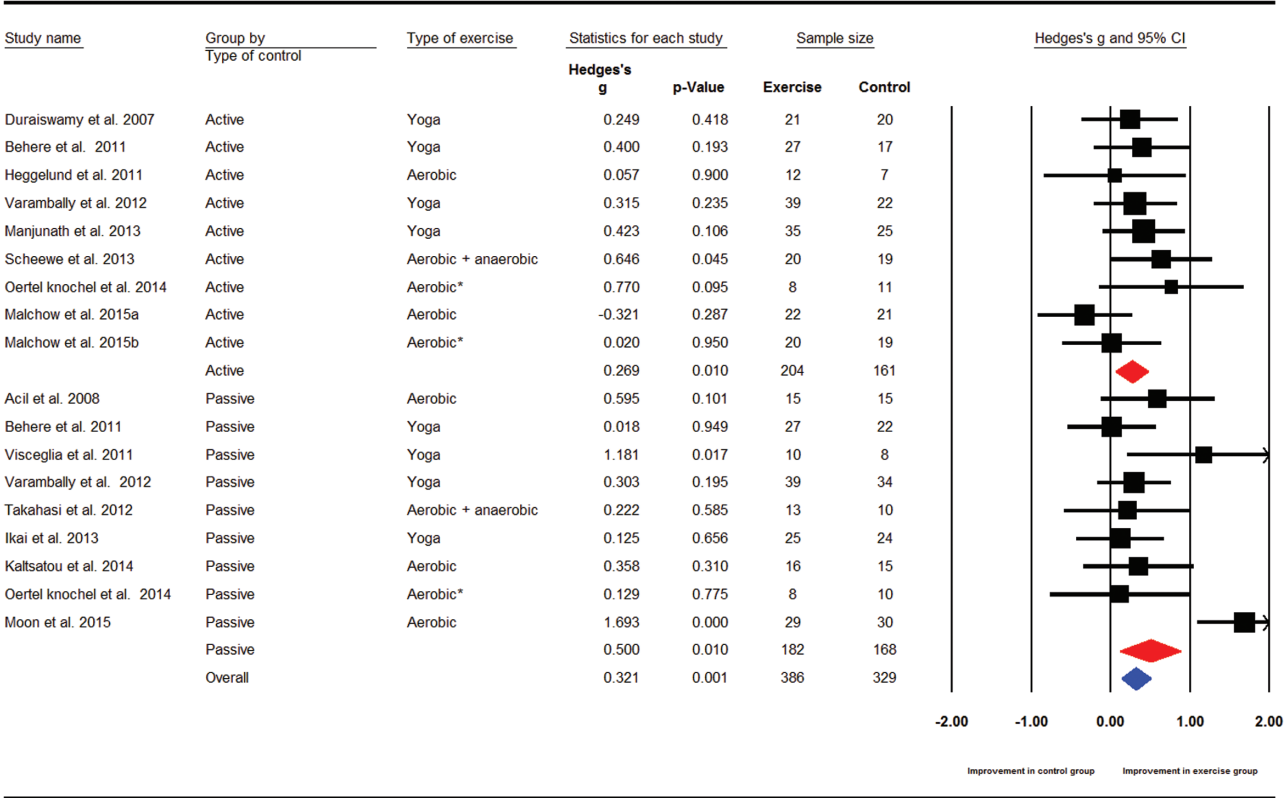 Study name Group by Type of exercise Statistics for each study Sample size Hedges's g and 95% CI
Type of control
Hedges's g p-Value Exercise Control
Duraiswamy et al. 2007 Active Yoga 0.249 0.418 21 20
Behere et al. 2011 Active Yoga 0.400 0.193 27 17
Heggelund et al. 2011 Active Aerobic 0.057 0.900 12 7
Varambally et al. 2012 Active Yoga 0.315 0.235 39 22
Manjunath et al. 2013 Active Yoga 0.423 0.106 35 25
Scheewe et al. 2013 Active Aerobic + anaerobic 0.646 0.045 20 19
Oertel knochel et al. 2014 Active Aerobic* 0.770 0.095 8 11
Malchow et al. 2015a Active Aerobic -0.321 0.287 22 21
Malchow et al. 2015b Active Aerobic* 0.020 0.950 20 19
Active 0.269 0.010 204 161
Acil et al. 2008 Passive Aerobic 0.595 0.101 15 15
Behere et al. 2011 Passive Yoga 0.018 0.949 27 22
Visceglia et al. 2011 Passive Yoga 1.181 0.017 10 8
Varambally et al. 2012 Passive Yoga 0.303 0.195 39 34
Takahasi et al. 2012 Passive Aerobic + anaerobic 0.222 0.585 13 10
Ikai et al. 2013 Passive Yoga 0.125 0.656 25 24
Kaltsatou et al. 2014 Passive Aerobic 0.358 0.310 16 15
Oertel knochel et al. 2014 Passive Aerobic* 0.129 0.775 8 10
Moon et al. 2015 Passive Aerobic 1.693 0.000 29 30
Passive 0.500 0.010 182 168
Overall 0.321 0.001 386 329
-2.00 -1.00 0.00 1.00 2.00
Improvement in control group Improvement in exercise group